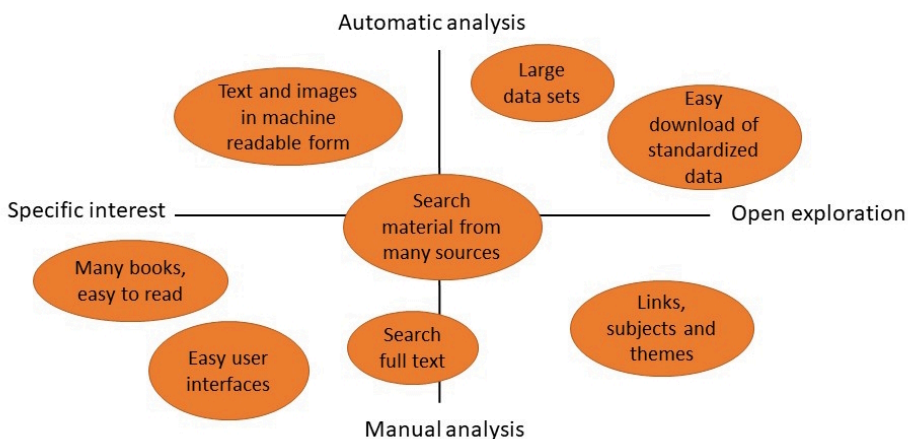 Automatic analysis
Large
data sets
Text and images
in machine
readable form
Easy
download of
standardized
data
Specific interest
Search
material from
many sources
Open exploration
Many books,
easy to read
Links,
subjects and
themes
Search
full text
Easy user
interfaces
Manual analysis